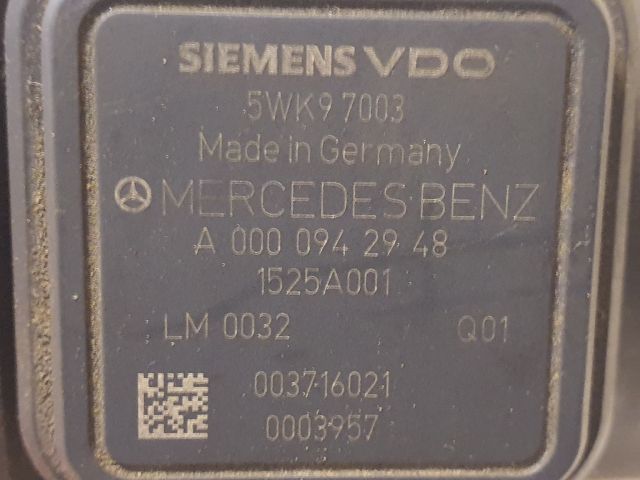 SIEMENS VDO
5WK9 7003
Made in Germany
MERCEDES BENZ
A 000 094 29 48
1525A001
LM 0032 Q01
003716021
0003957